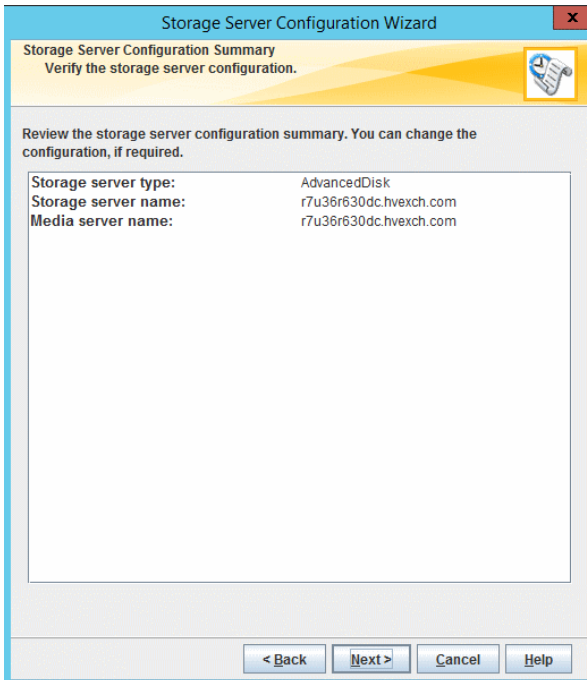 Storage Server Configuration Wizard
x
Storage Server Configuration Summary
Verify the storage server configuration.
Review the storage server configuration summary. You can change the
configuration, if required.
Storage server type: AdvancedDisk
Storage server name: r7u36r630dc.hvexch.com
Media server name: r7u36r630dc.hvexch.com
< Back Next > Cancel Help